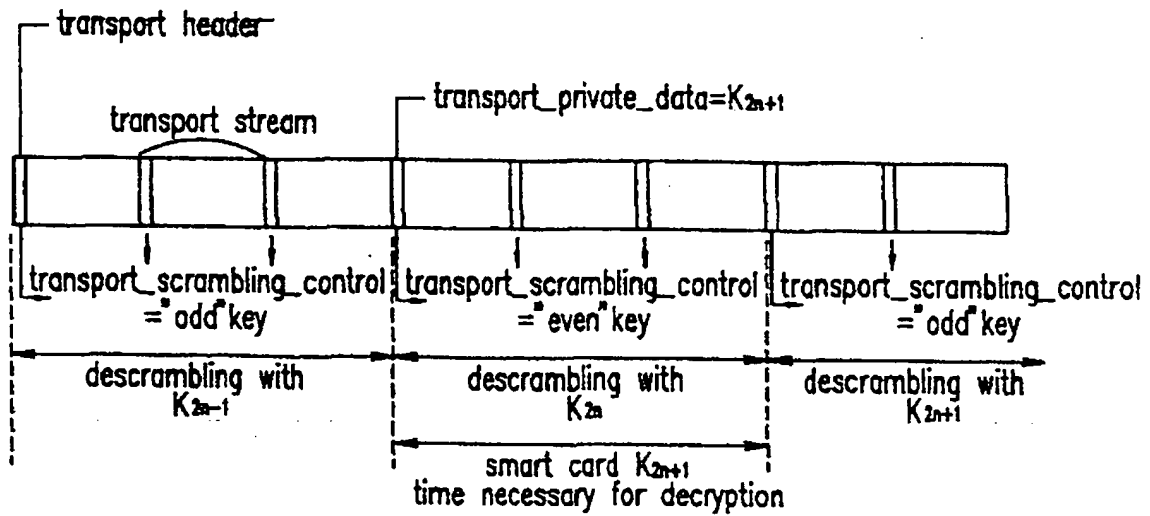 transport header
transport_private_data=K2n+1
transport stream
transport_scrambling_control
="odd"key
transport_scrambling_control
="even"key
transport_scrambling_control
="odd"key
descrambling with
K2n-1
descrambling with
K2n
descrambling with
K2n+1
smart card K2n+1
time necessary for decryption